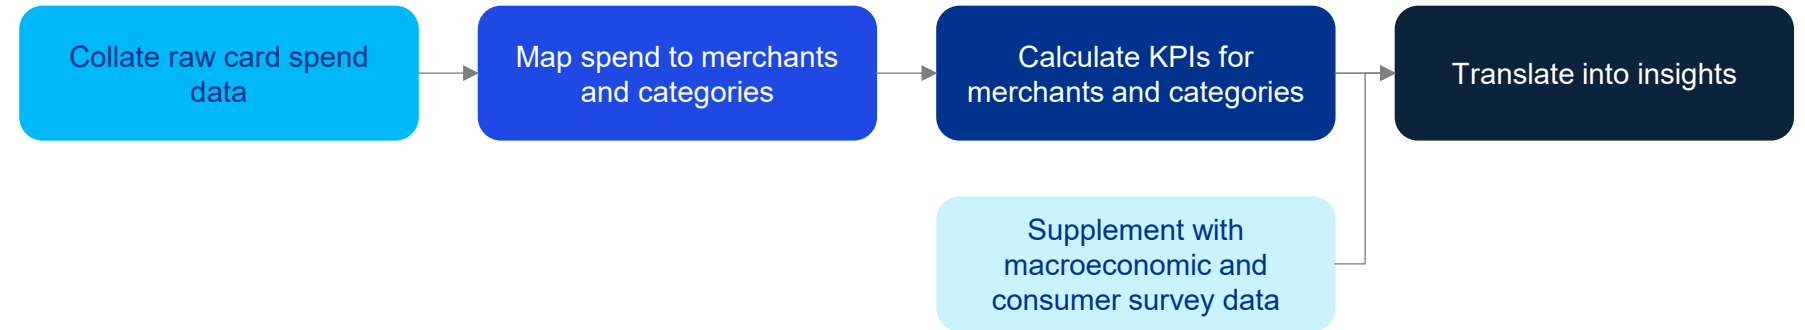 Collate raw card spend
data
Map spend to merchants
and categories
Calculate KPIs for
merchants and categories
Translate into insights
Supplement with
macroeconomic and
consumer survey data